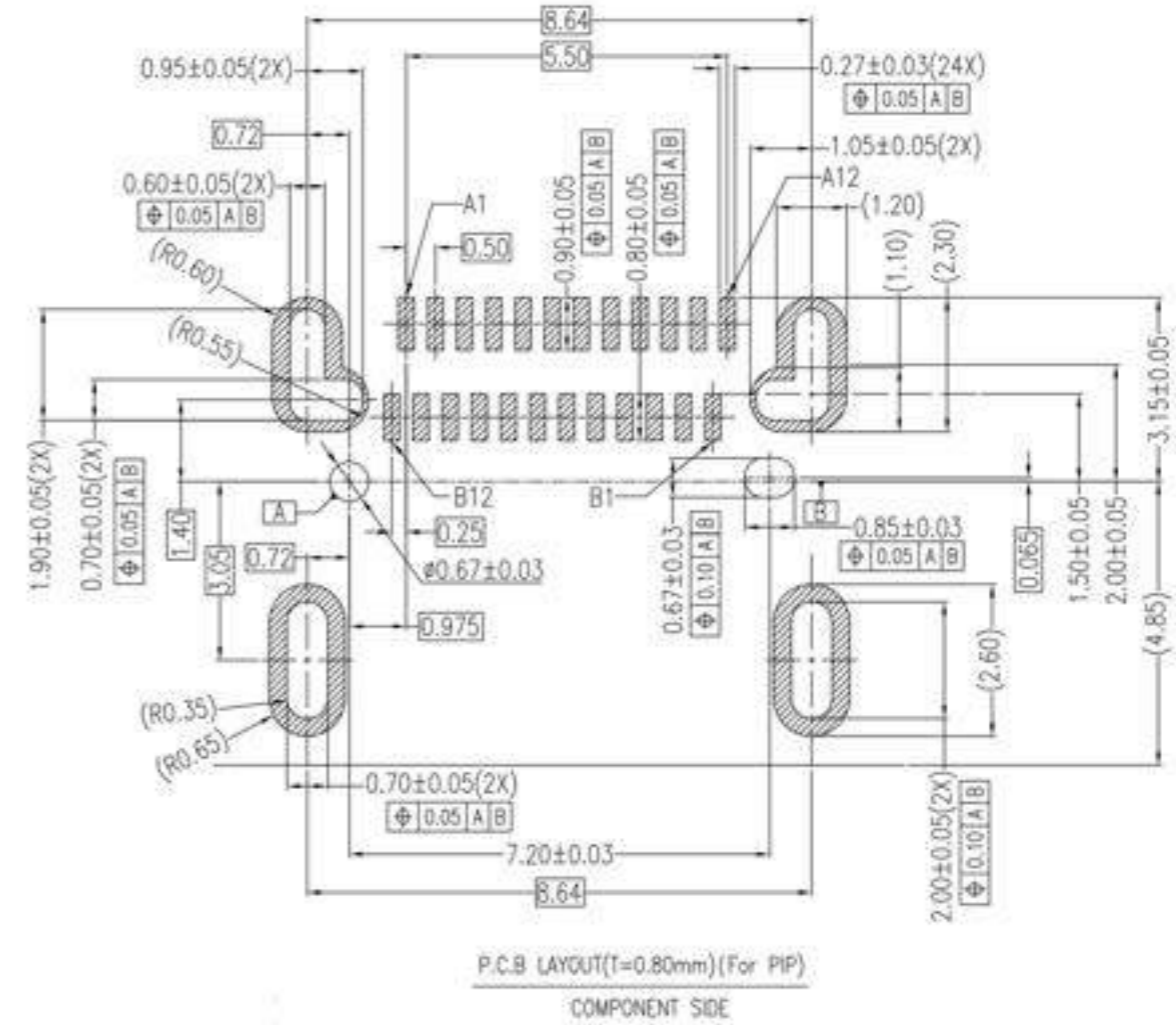 8.64
5.50
0.95±0.05(2X)
0.27±0.03(24X)
⌖ 0.05 A B
0.72
1.05±0.05(2X)
0.60±0.05(2X)
⌖ 0.05 A B
A1
A12
0.90±0.05
⌖ 0.05 A B
0.80±0.05
⌖ 0.05 A B
(1.20)
0.50
(R0.60)
(1.10)
(2.30)
(R0.55)
3.15±0.05
1.90±0.05(2X)
0.70±0.05(2X)
⌖ 0.05 A B
1.40
3.05
A
B12
B1
B
0.25
0.72
⌀0.67±0.03
0.67±0.03
⌖ 0.10 A B
0.85±0.03
⌖ 0.05 A B
0.065
1.50±0.05
2.00±0.05
0.975
(4.85)
(2.60)
(R0.35)
(R0.65)
0.70±0.05(2X)
⌖ 0.05 A B
2.00±0.05(2X)
⌖ 0.10 A B
7.20±0.03
8.64
P.C.B LAYOUT(T=0.80mm)(For PIP)
COMPONENT SIDE